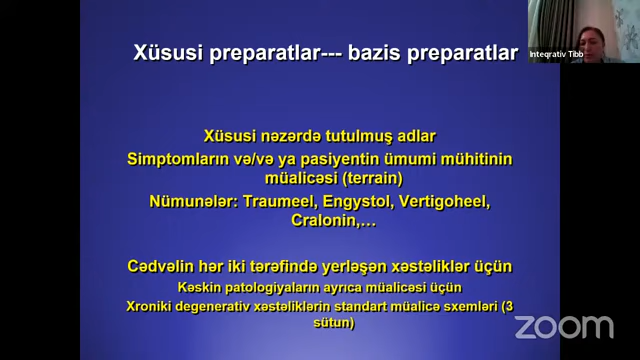 Xüsusi preparatlar--- bazis preparatlar
Inteqrativ Tibb
Xüsusi nəzərdə tutulmuş adlar
Simptomların və/və ya pasiyentin ümumi mühitinin
müalicəsi (terrain)
Nümunələr: Traumeel, Engystol, Vertigoheel,
Cralonin,…
Cədvəlin hər iki tərəfində yerləşən xəstəliklər üçün
Kəskin patologiyaların ayrıca müalicəsi üçün
Xroniki degenerativ xəstəliklərin standart müalicə sxemləri (3
sütun)
zoom